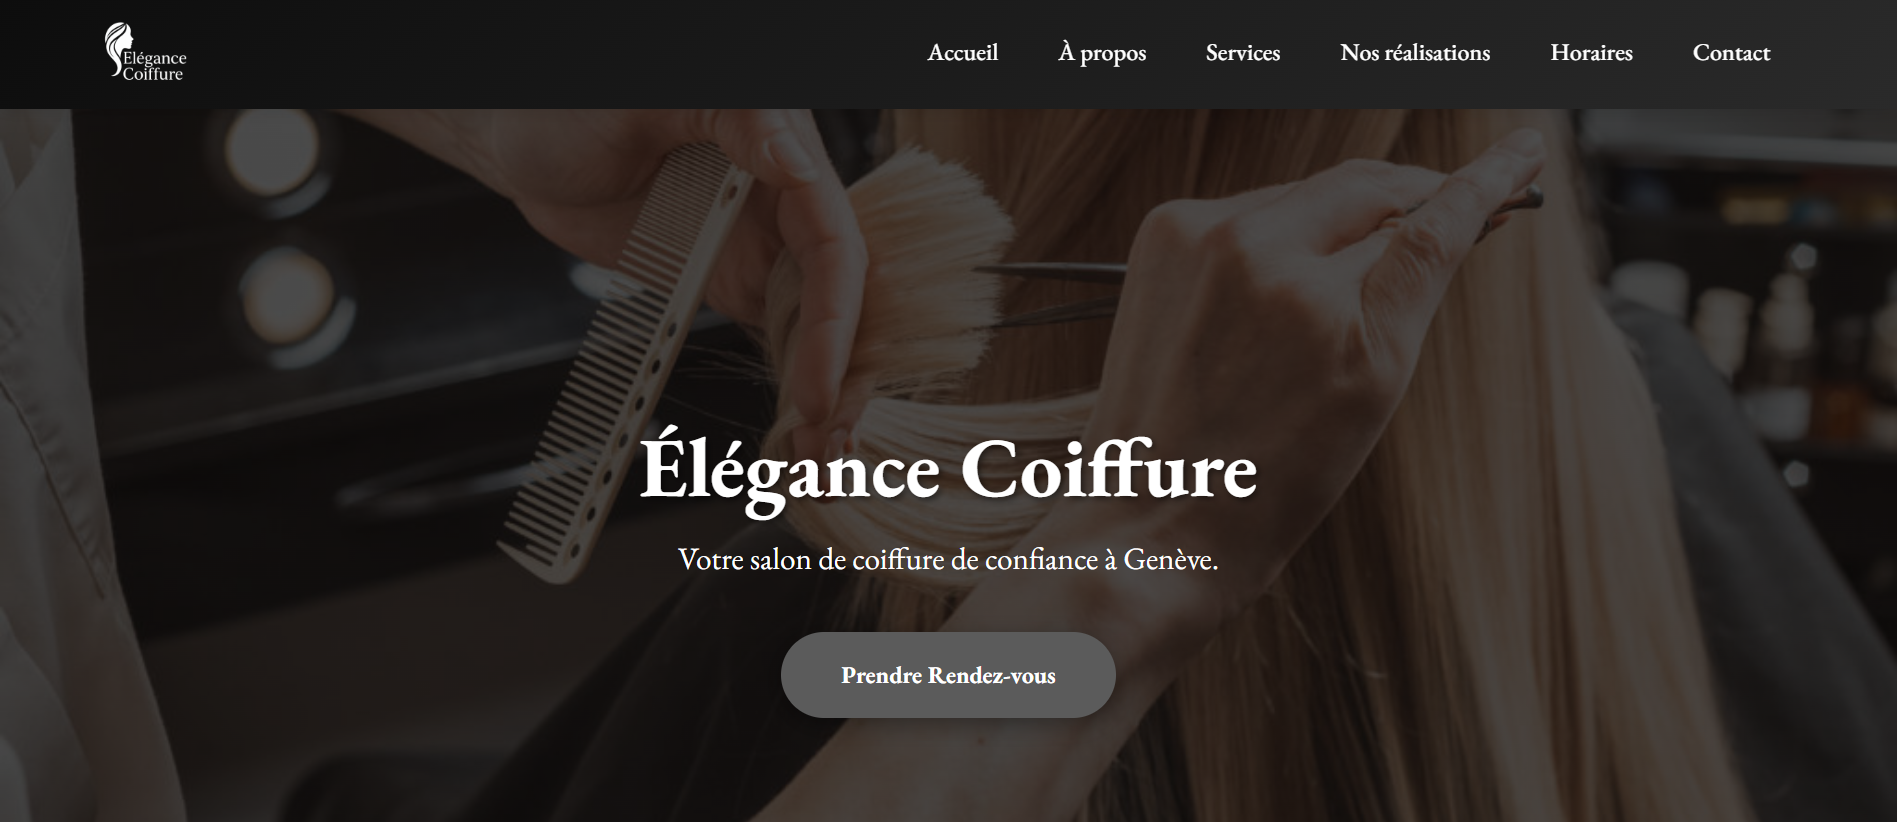 Elégance
Coiffure
Accueil
À propos
Services
Nos réalisations
Horaires
Contact
Élégance Coiffure
Votre salon de coiffure de confiance à Genève.
Prendre Rendez-vous